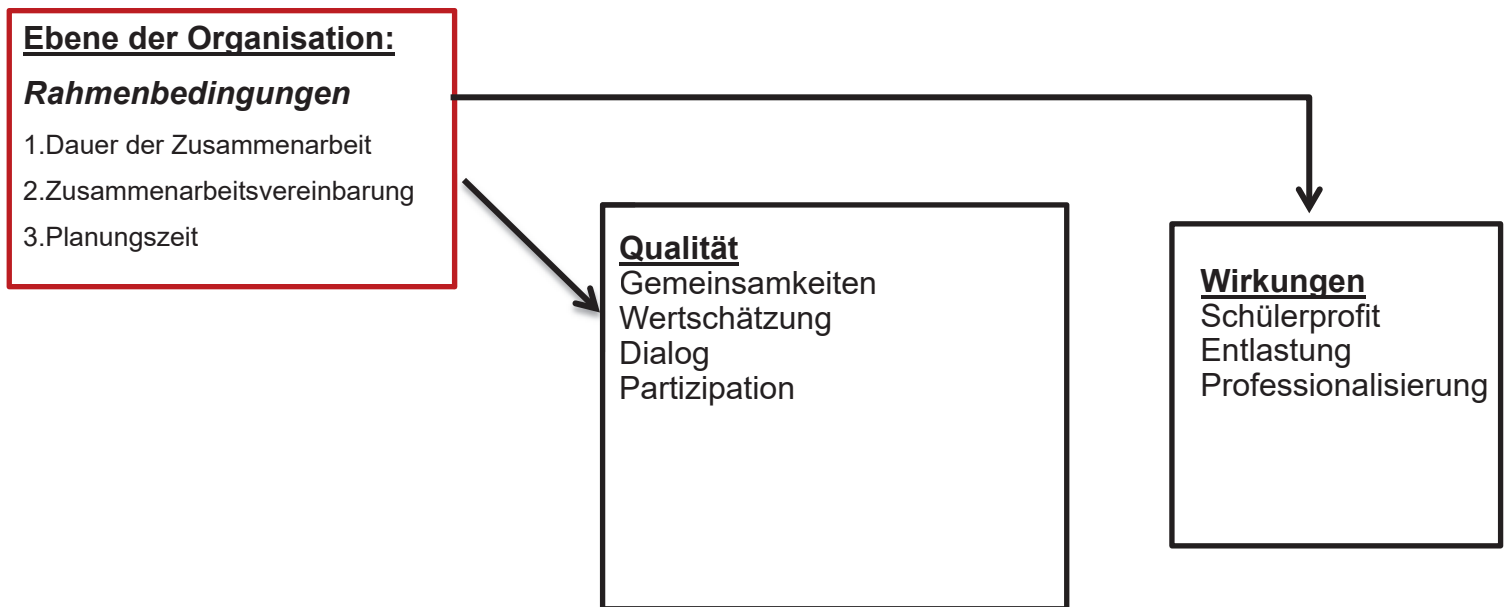 Ebene der Organisation:
Rahmenbedingungen
1.Dauer der Zusammenarbeit
2.Zusammenarbeitsvereinbarung
3.Planungszeit
Qualität
Gemeinsamkeiten
Wertschätzung
Dialog
Partizipation
Wirkungen
Schülerprofit
Entlastung
Professionalisierung